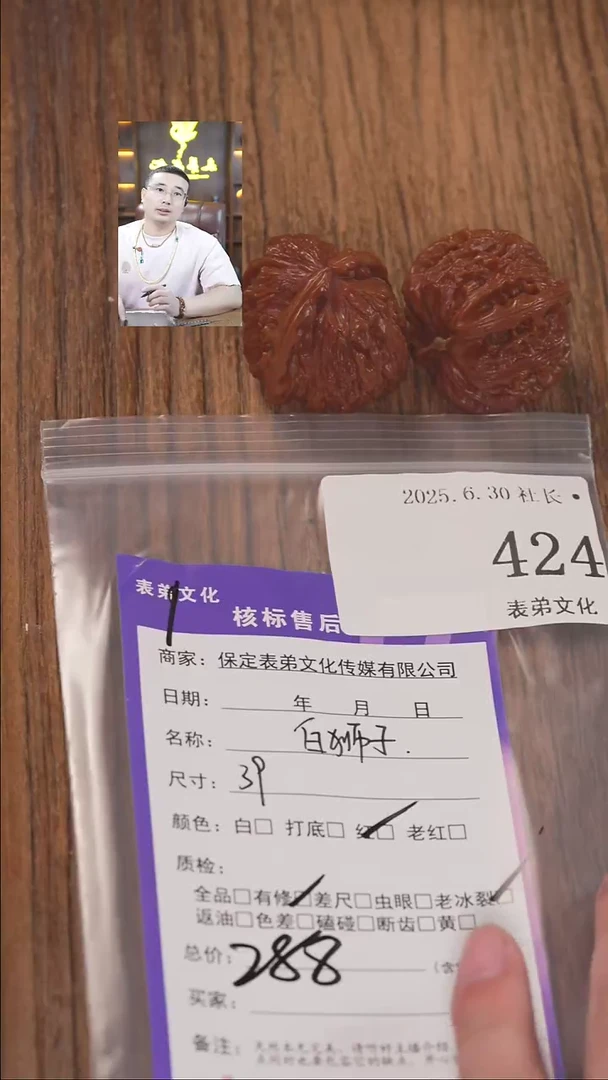 2025.6.30 社长
424
表弟文化
表弟文化
核标售后
商家：保定表弟文化传媒有限公司
日期： 年 月 日
名称： 白狮子.
尺寸： 39
颜色：白□ 打底□ 红□ 老红□
质检：
全品□有修□差尺□虫眼□老冰裂□
返油□色差□磕碰□断齿□黄□
总价： 288 (含
买家：
备注：